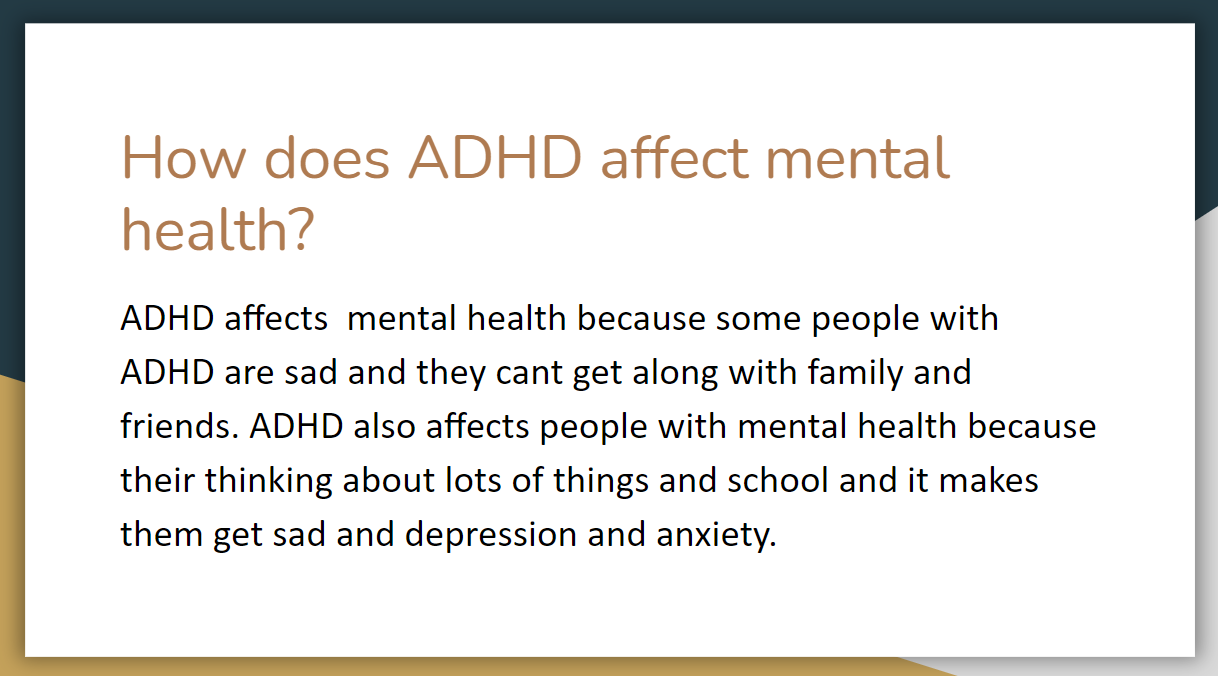 How does ADHD affect mental
health?
ADHD affects  mental health because some people with
ADHD are sad and they cant get along with family and
friends. ADHD also affects people with mental health because
their thinking about lots of things and school and it makes
them get sad and depression and anxiety.